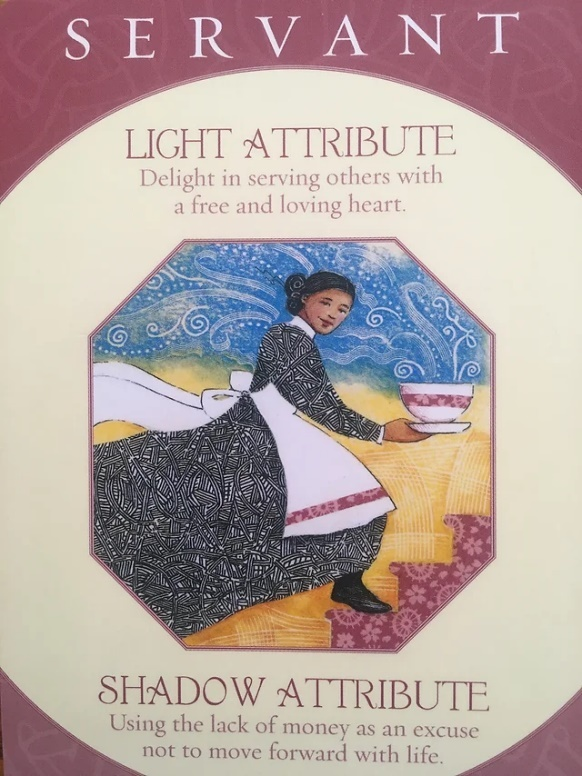 SERVANT
LIGHT ATTRIBUTE
Delight in serving others with
a free and loving heart.
SHADOW ATTRIBUTE
Using the lack of money as an excuse
not to move forward with life.